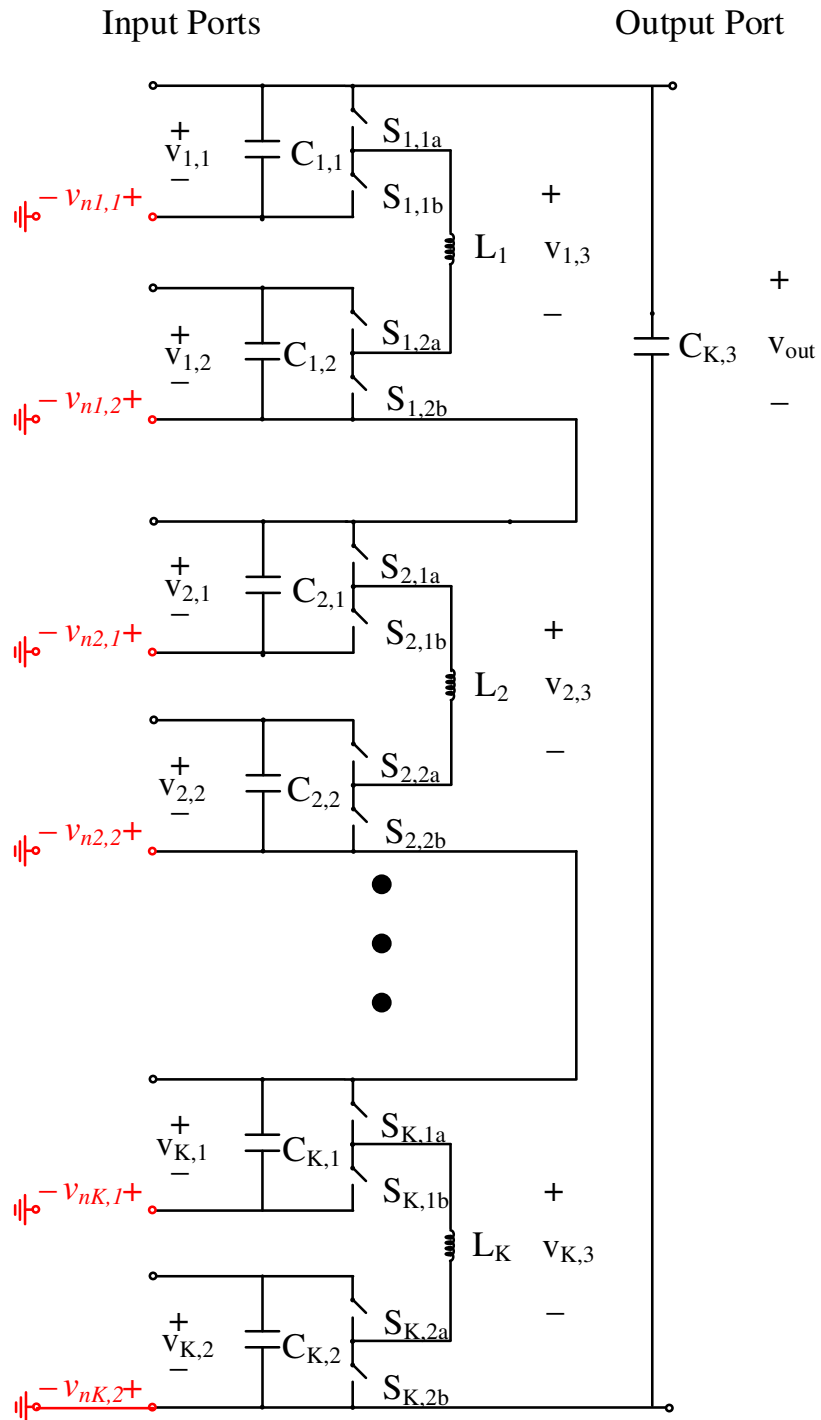 Input Ports
Output Port
+
v1,1
−
C1,1
S1,1a
S1,1b
− vn1,1+
+
L1 v1,3
−
+
v1,2
−
C1,2
S1,2a
S1,2b
− vn1,2+
CK,3
+
vout
−
+
v2,1
−
C2,1
S2,1a
S2,1b
− vn2,1+
+
L2 v2,3
−
+
v2,2
−
C2,2
S2,2a
S2,2b
− vn2,2+
+
vK,1
−
CK,1
SK,1a
SK,1b
− vnK,1+
+
LK vK,3
−
+
vK,2
−
CK,2
SK,2a
SK,2b
− vnK,2+